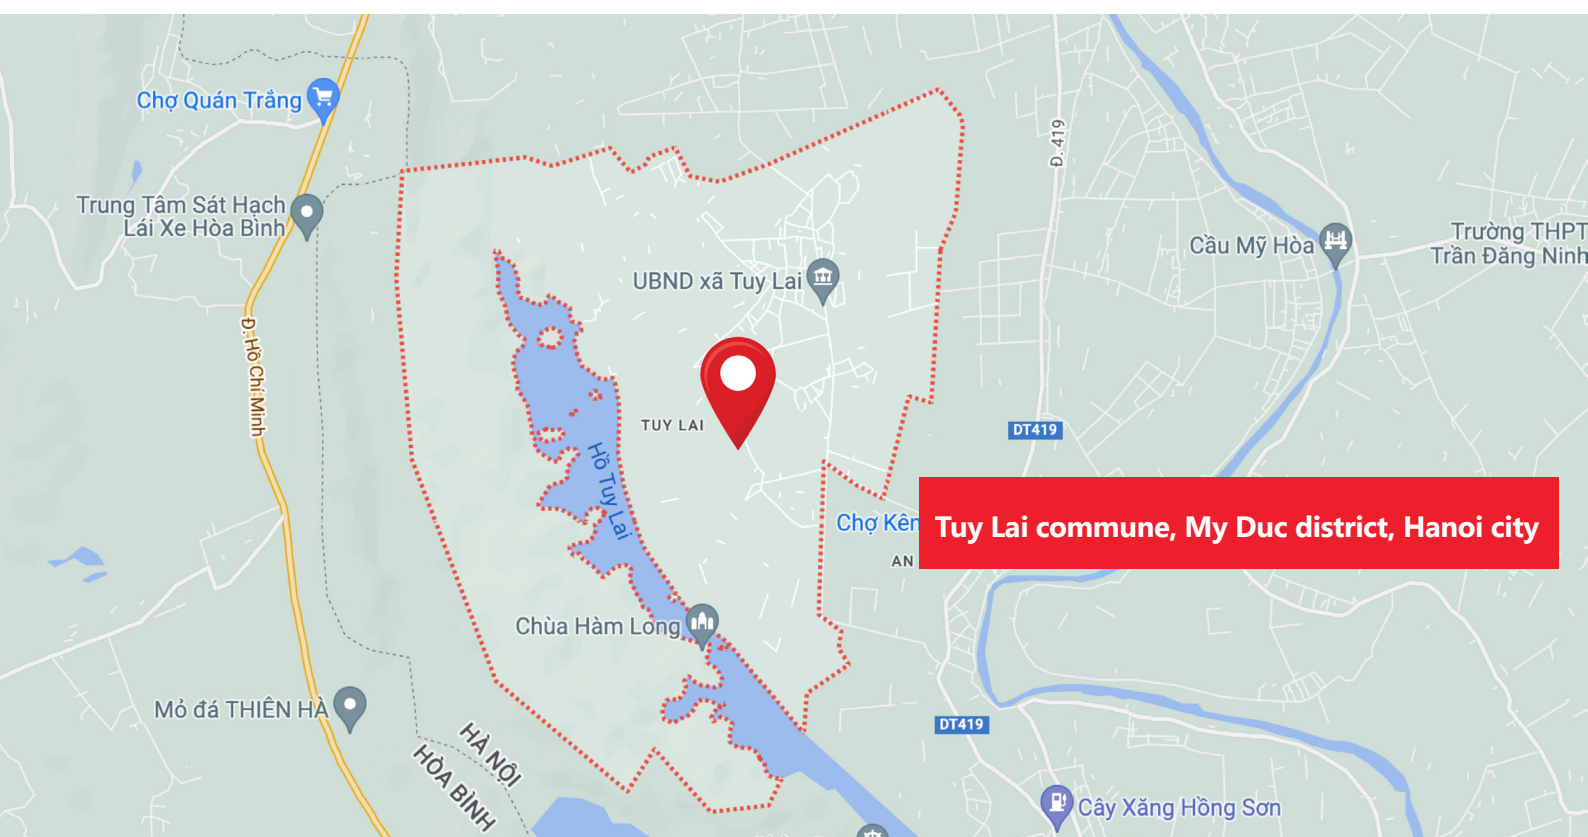 Chợ Quán Trắng
Đ. 419
Trung Tâm Sát Hạch
Lái Xe Hòa Bình
Trường THPT
Trần Đăng Ninh
Cầu Mỹ Hòa
UBND xã Tuy Lai
Đ. Hồ Chí Minh
TUY LAI
DT419
Hồ Tuy Lai
Chợ Kên
Tuy Lai commune, My Duc district, Hanoi city
AN
Chùa Hàm Long
Mỏ đá THIÊN HÀ
DT419
HÀ NỘI
HÒA BÌNH
Cây Xăng Hồng Sơn